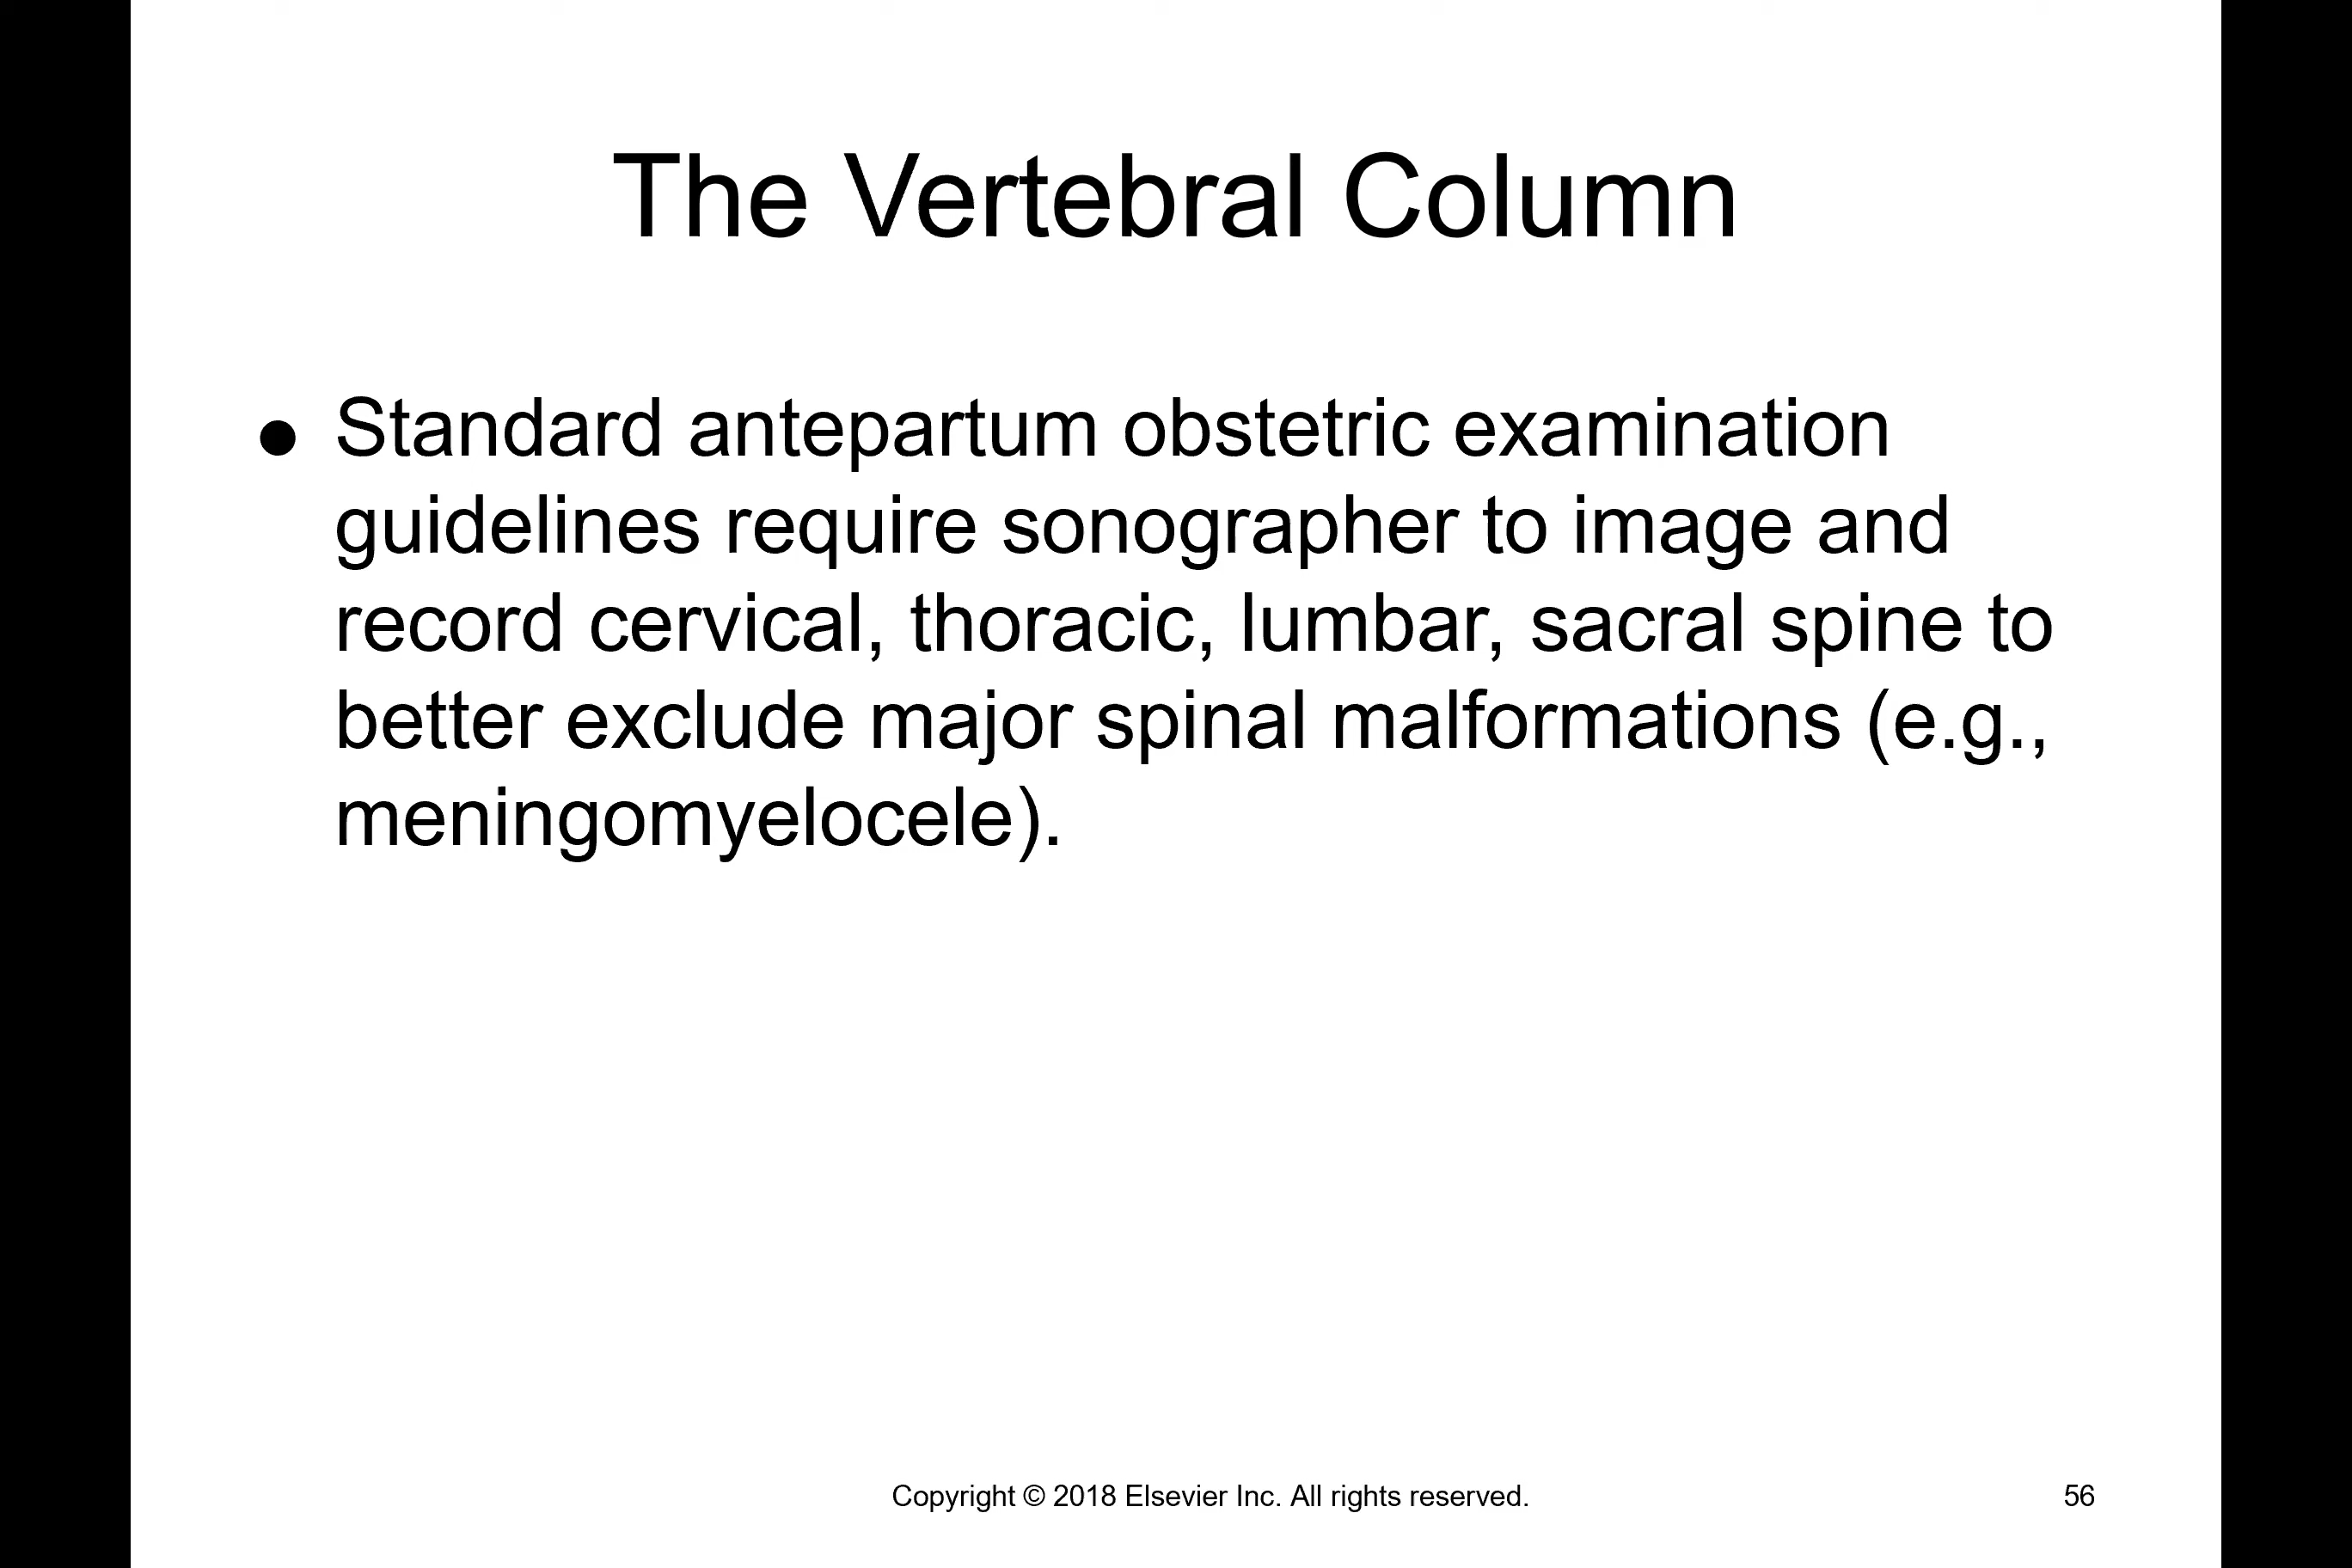 The Vertebral Column
● Standard antepartum obstetric examination
guidelines require sonographer to image and
record cervical, thoracic, lumbar, sacral spine to
better exclude major spinal malformations (e.g.,
meningomyelocele).
Copyright © 2018 Elsevier Inc. All rights reserved.
56